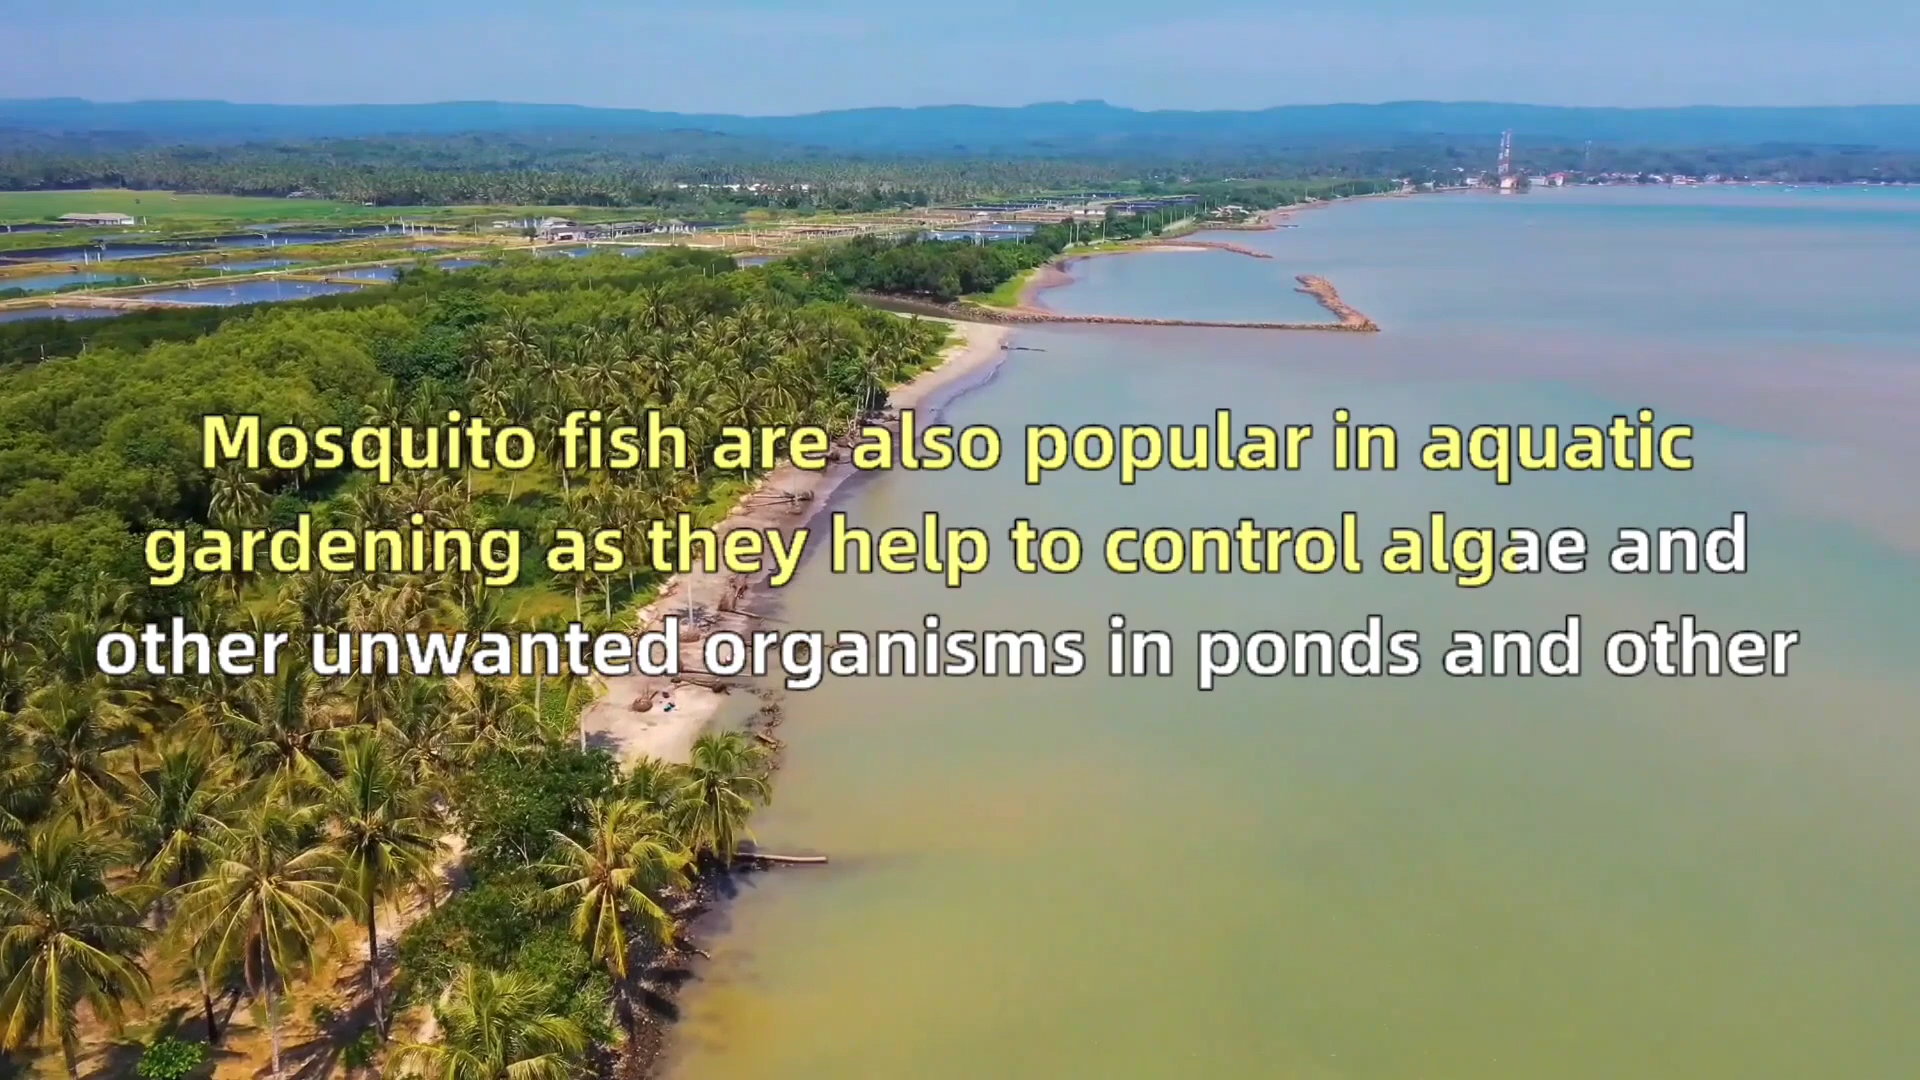 Mosquito fish are also popular in aquatic
gardening as they help to control algae and
other unwanted organisms in ponds and other